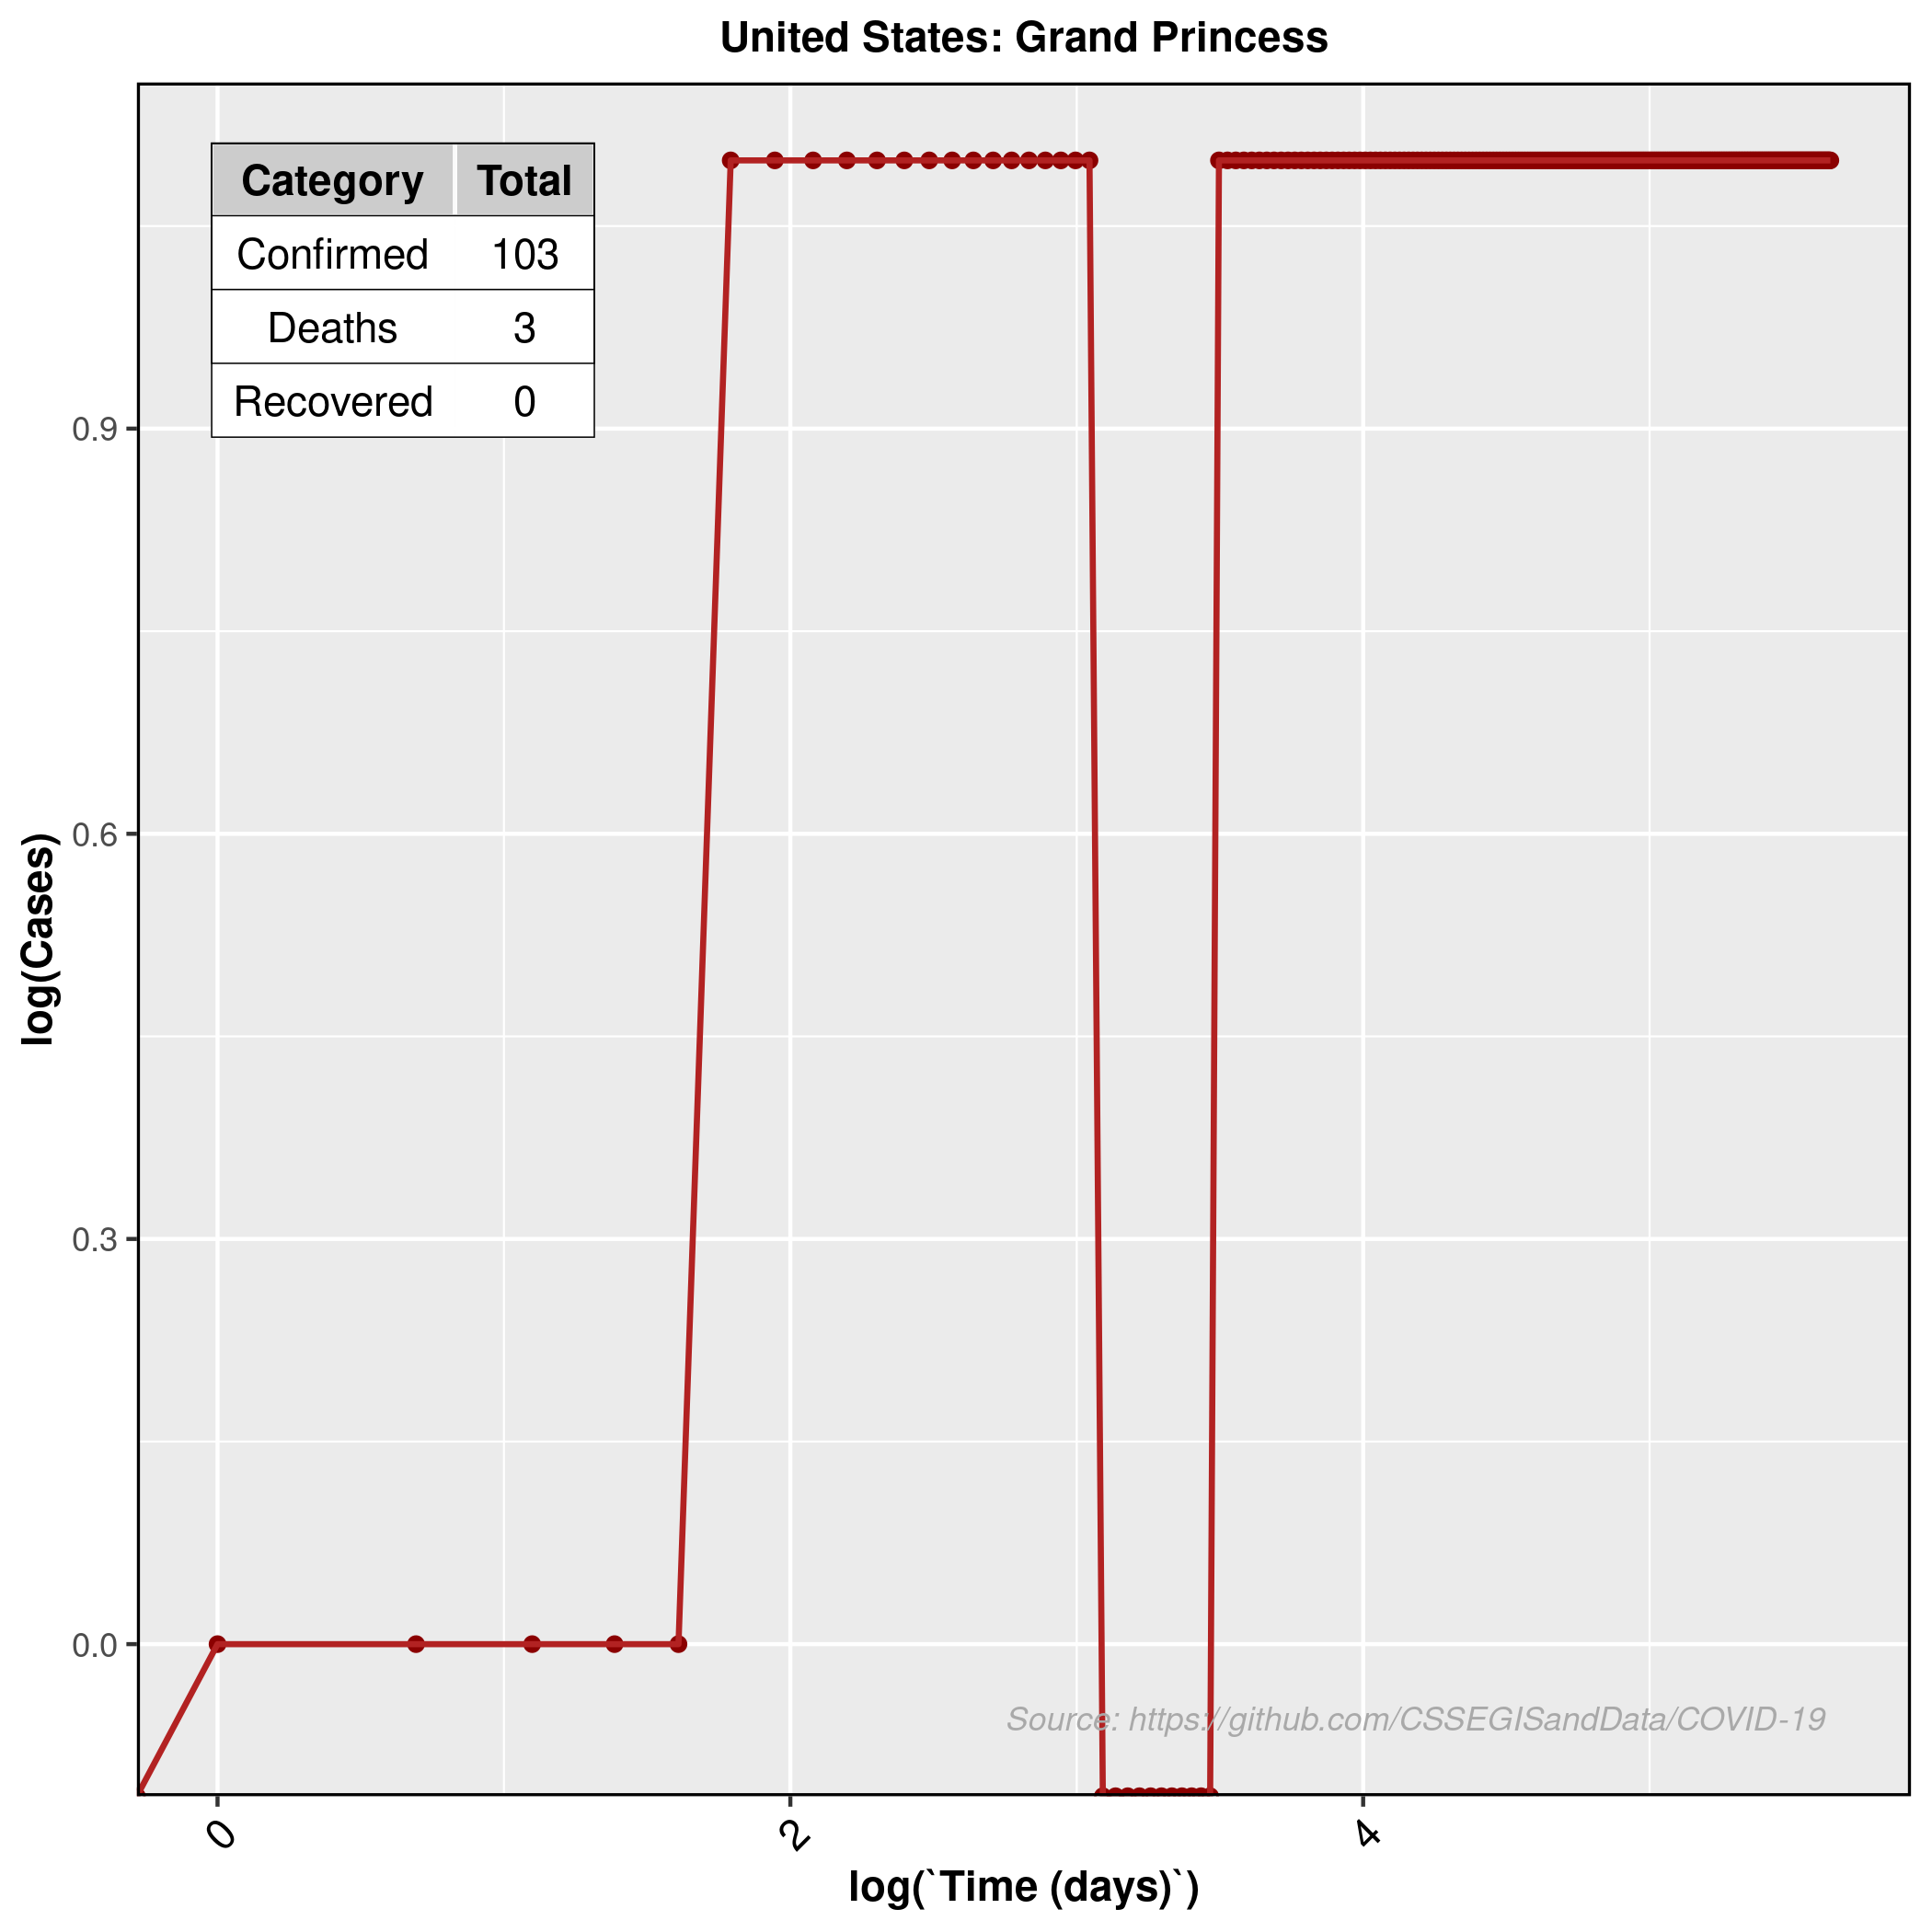 United States: Grand Princess
Category Total
Confirmed 103
Deaths 3
Recovered 0
0.9
0.6
0.3
0.0
log(Cases)
Source: https://github.com/CSSEGISandData/COVID-19
0 2 4
log(`Time (days)`)